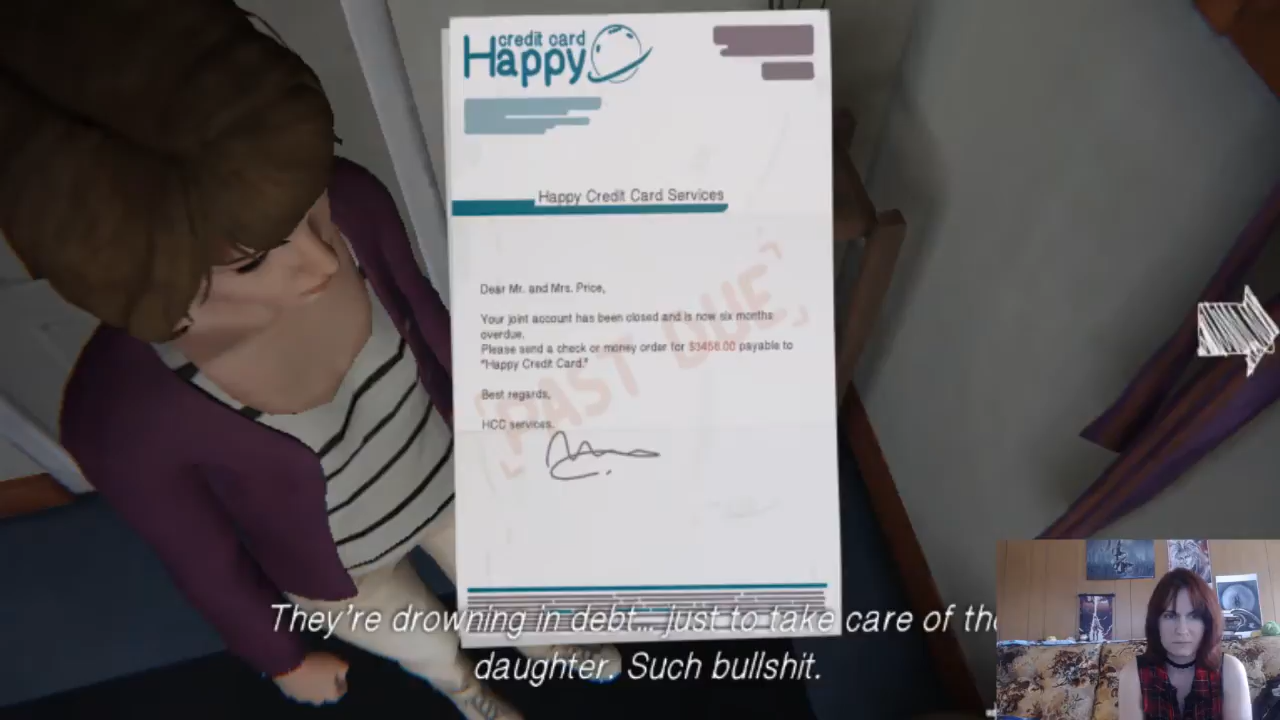 credit card
Happy
Happy Credit Card Services
Dear Mr. and Mrs. Price,
Your joint account has been closed and is now six months
overdue.
Please send a check or money order for $3458.00 payable to
"Happy Credit Card."
PAST DUE
Best regards,
HCC services.
They're drowning in debt... just to take care of
daughter. Such bullshit.